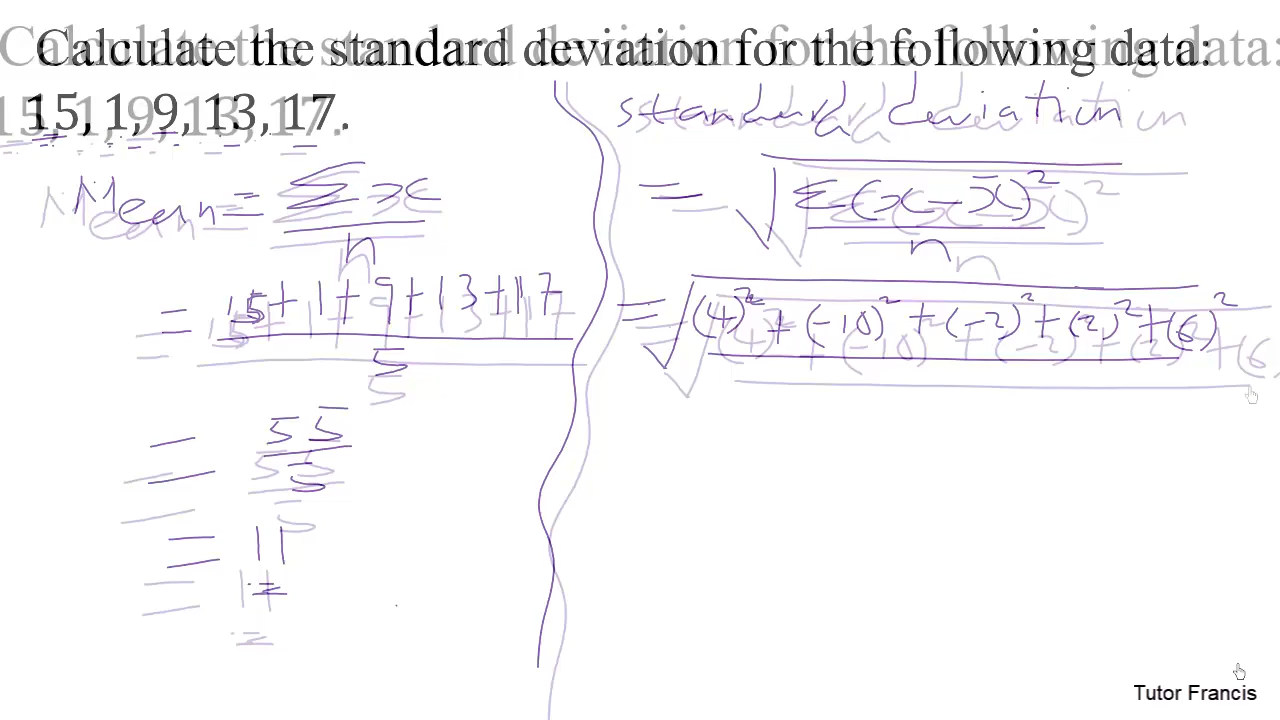 Calculate the standard deviation for the following data:
15, 1, 9, 13, 17.
Mean = Σx / n
= 15 + 1 + 9 + 13 + 17 / 5
= 55 / 5
= 11
standard deviation
= √(Σ(x - x̄)² / n)
= √((4)² + (-10)² + (-2)² + (2)² + (6)²
Tutor Francis